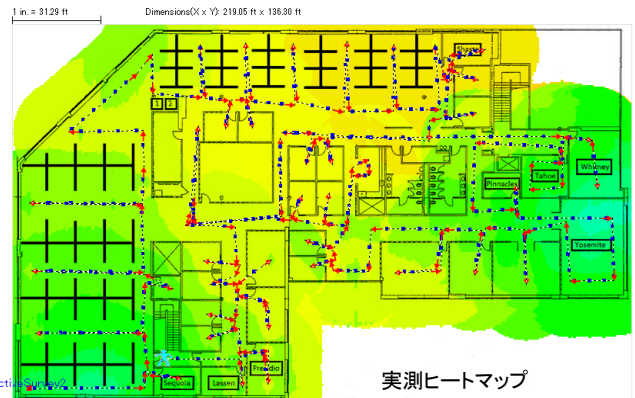 1 in. = 31.29 ft
Dimensions(X x Y): 219.05 ft x 136.30 ft
Shasta
1 2
Whitney
Tahoe
Pinnacles
Yosemite
Presidio
Sequoia
Lassen
ctiveSurvey2
実測ヒートマップ